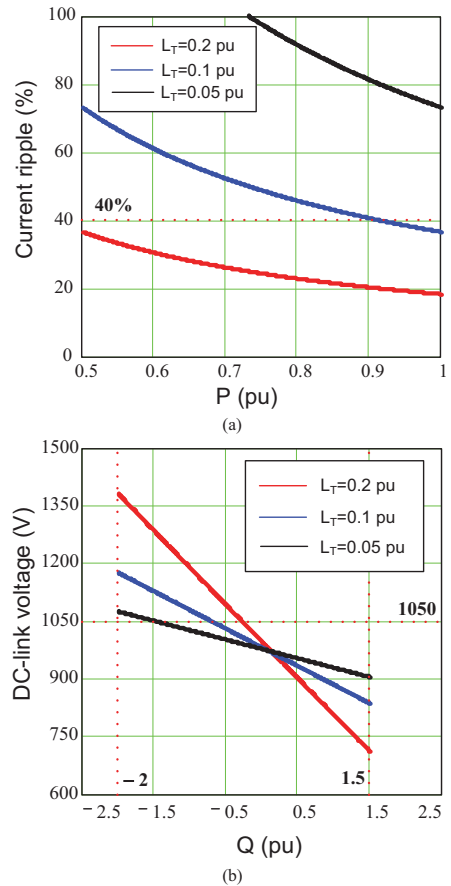 100
80
60
40
20
0
Current ripple (%)
L_T=0.2 pu
L_T=0.1 pu
L_T=0.05 pu
40%
0.5 0.6 0.7 0.8 0.9 1
P (pu)
(a)
1500
1350
1200
1050
900
750
600
DC-link voltage (V)
L_T=0.2 pu
L_T=0.1 pu
L_T=0.05 pu
1050
−2
1.5
−2.5 −1.5 −0.5 0.5 1.5 2.5
Q (pu)
(b)